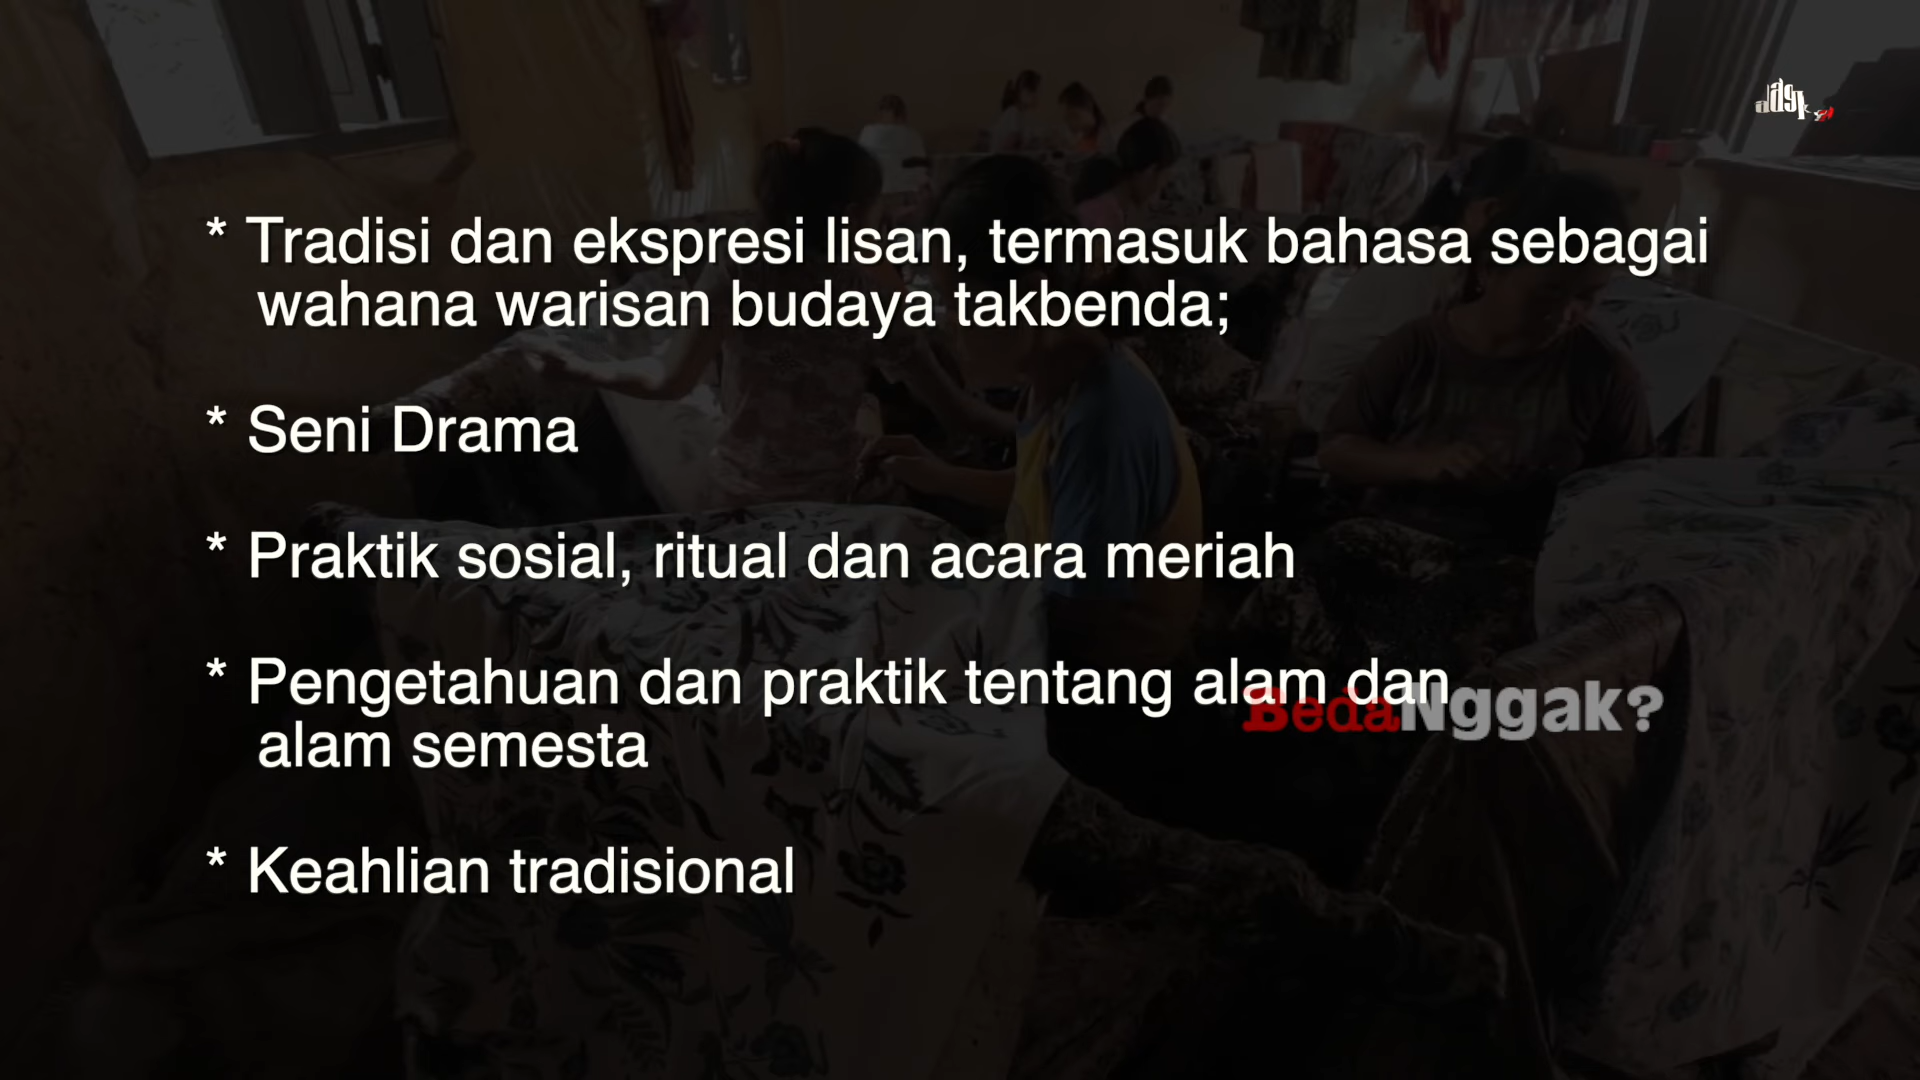 * Tradisi dan ekspresi lisan, termasuk bahasa sebagai
wahana warisan budaya takbenda;
* Seni Drama
* Praktik sosial, ritual dan acara meriah
* Pengetahuan dan praktik tentang alam dan
alam semesta
BedaNggak?
* Keahlian tradisional